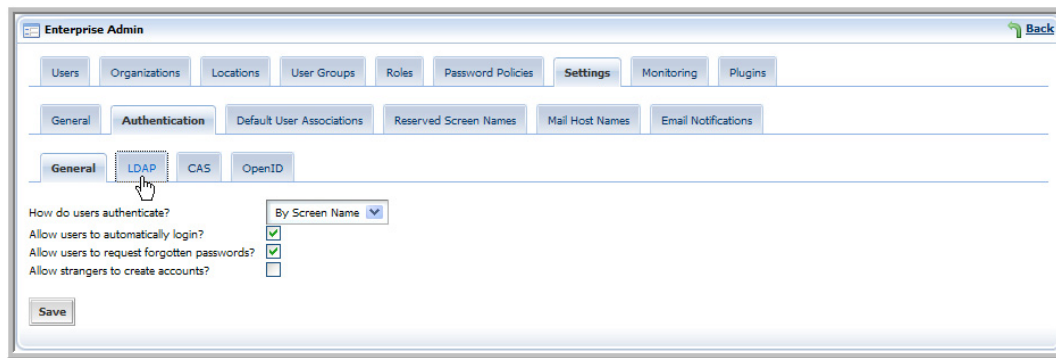 Enterprise Admin Back
Users Organizations Locations User Groups Roles Password Policies Settings Monitoring Plugins
General Authentication Default User Associations Reserved Screen Names Mail Host Names Email Notifications
General LDAP CAS OpenID
How do users authenticate? By Screen Name
Allow users to automatically login?
Allow users to request forgotten passwords?
Allow strangers to create accounts?
Save